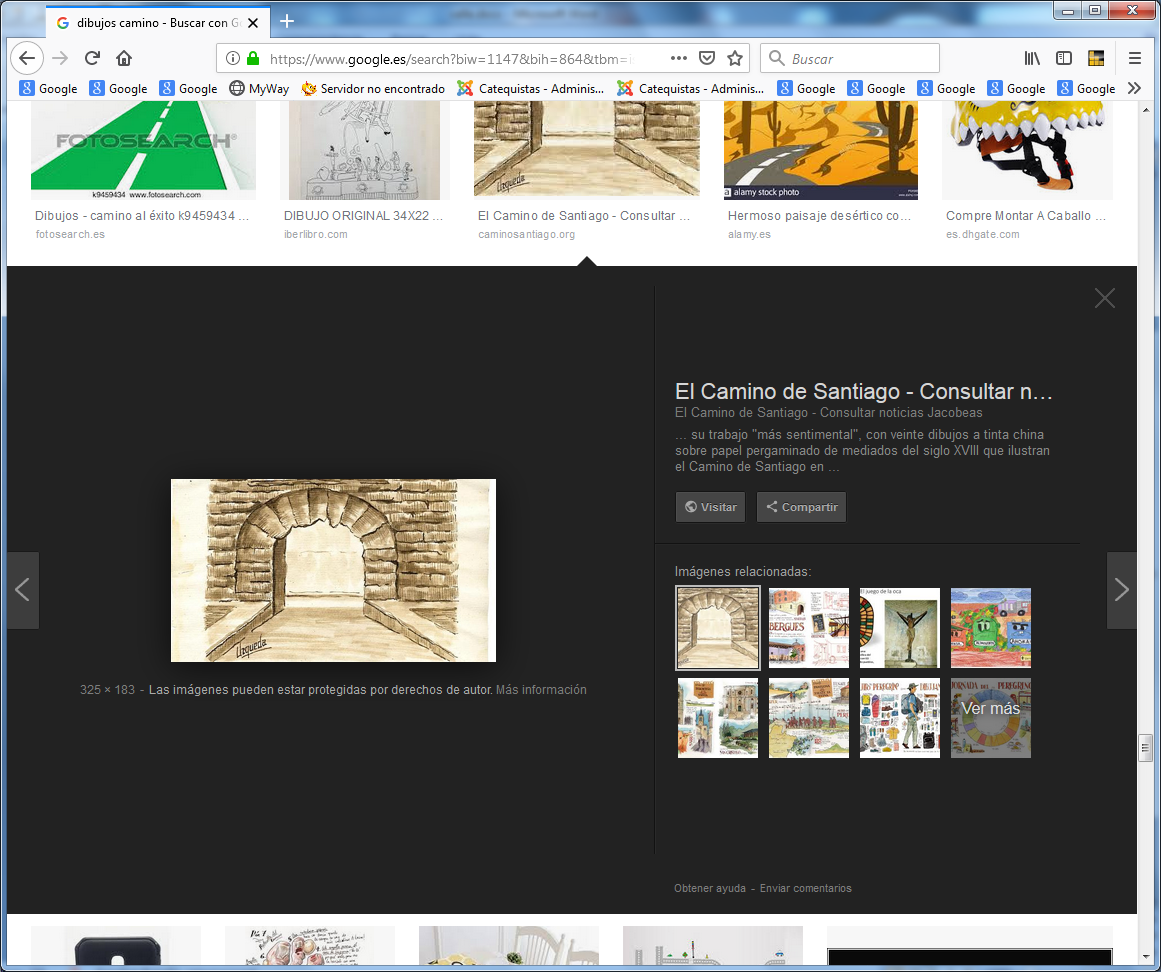 dibujos camino - Buscar con G
https://www.google.es/search?biw=1147&bih=864&tbm=
Buscar
Google
Google
Google
MyWay
Servidor no encontrado
Catequistas - Adminis...
Catequistas - Adminis...
Google
Google
Google
Google
Google
FOTOSEARCH®
k9459434 www.fotosearch.com
Urqueda
a alamy stock photo
Dibujos - camino al éxito k9459434 ...
DIBUJO ORIGINAL 34X22 ...
El Camino de Santiago - Consultar ...
Hermoso paisaje desértico co...
Compre Montar A Caballo ...
fotosearch.es
iberlibro.com
caminosantiago.org
alamy.es
es.dhgate.com
El Camino de Santiago - Consultar n...
El Camino de Santiago - Consultar noticias Jacobeas
... su trabajo "más sentimental", con veinte dibujos a tinta china
sobre papel pergaminado de mediados del siglo XVIII que ilustran
el Camino de Santiago en ...
Visitar
Compartir
Urqueda
325 × 183 - Las imágenes pueden estar protegidas por derechos de autor. Más información
Imágenes relacionadas:
BERGUES
El juego de la oca
Ver más
Obtener ayuda - Enviar comentarios